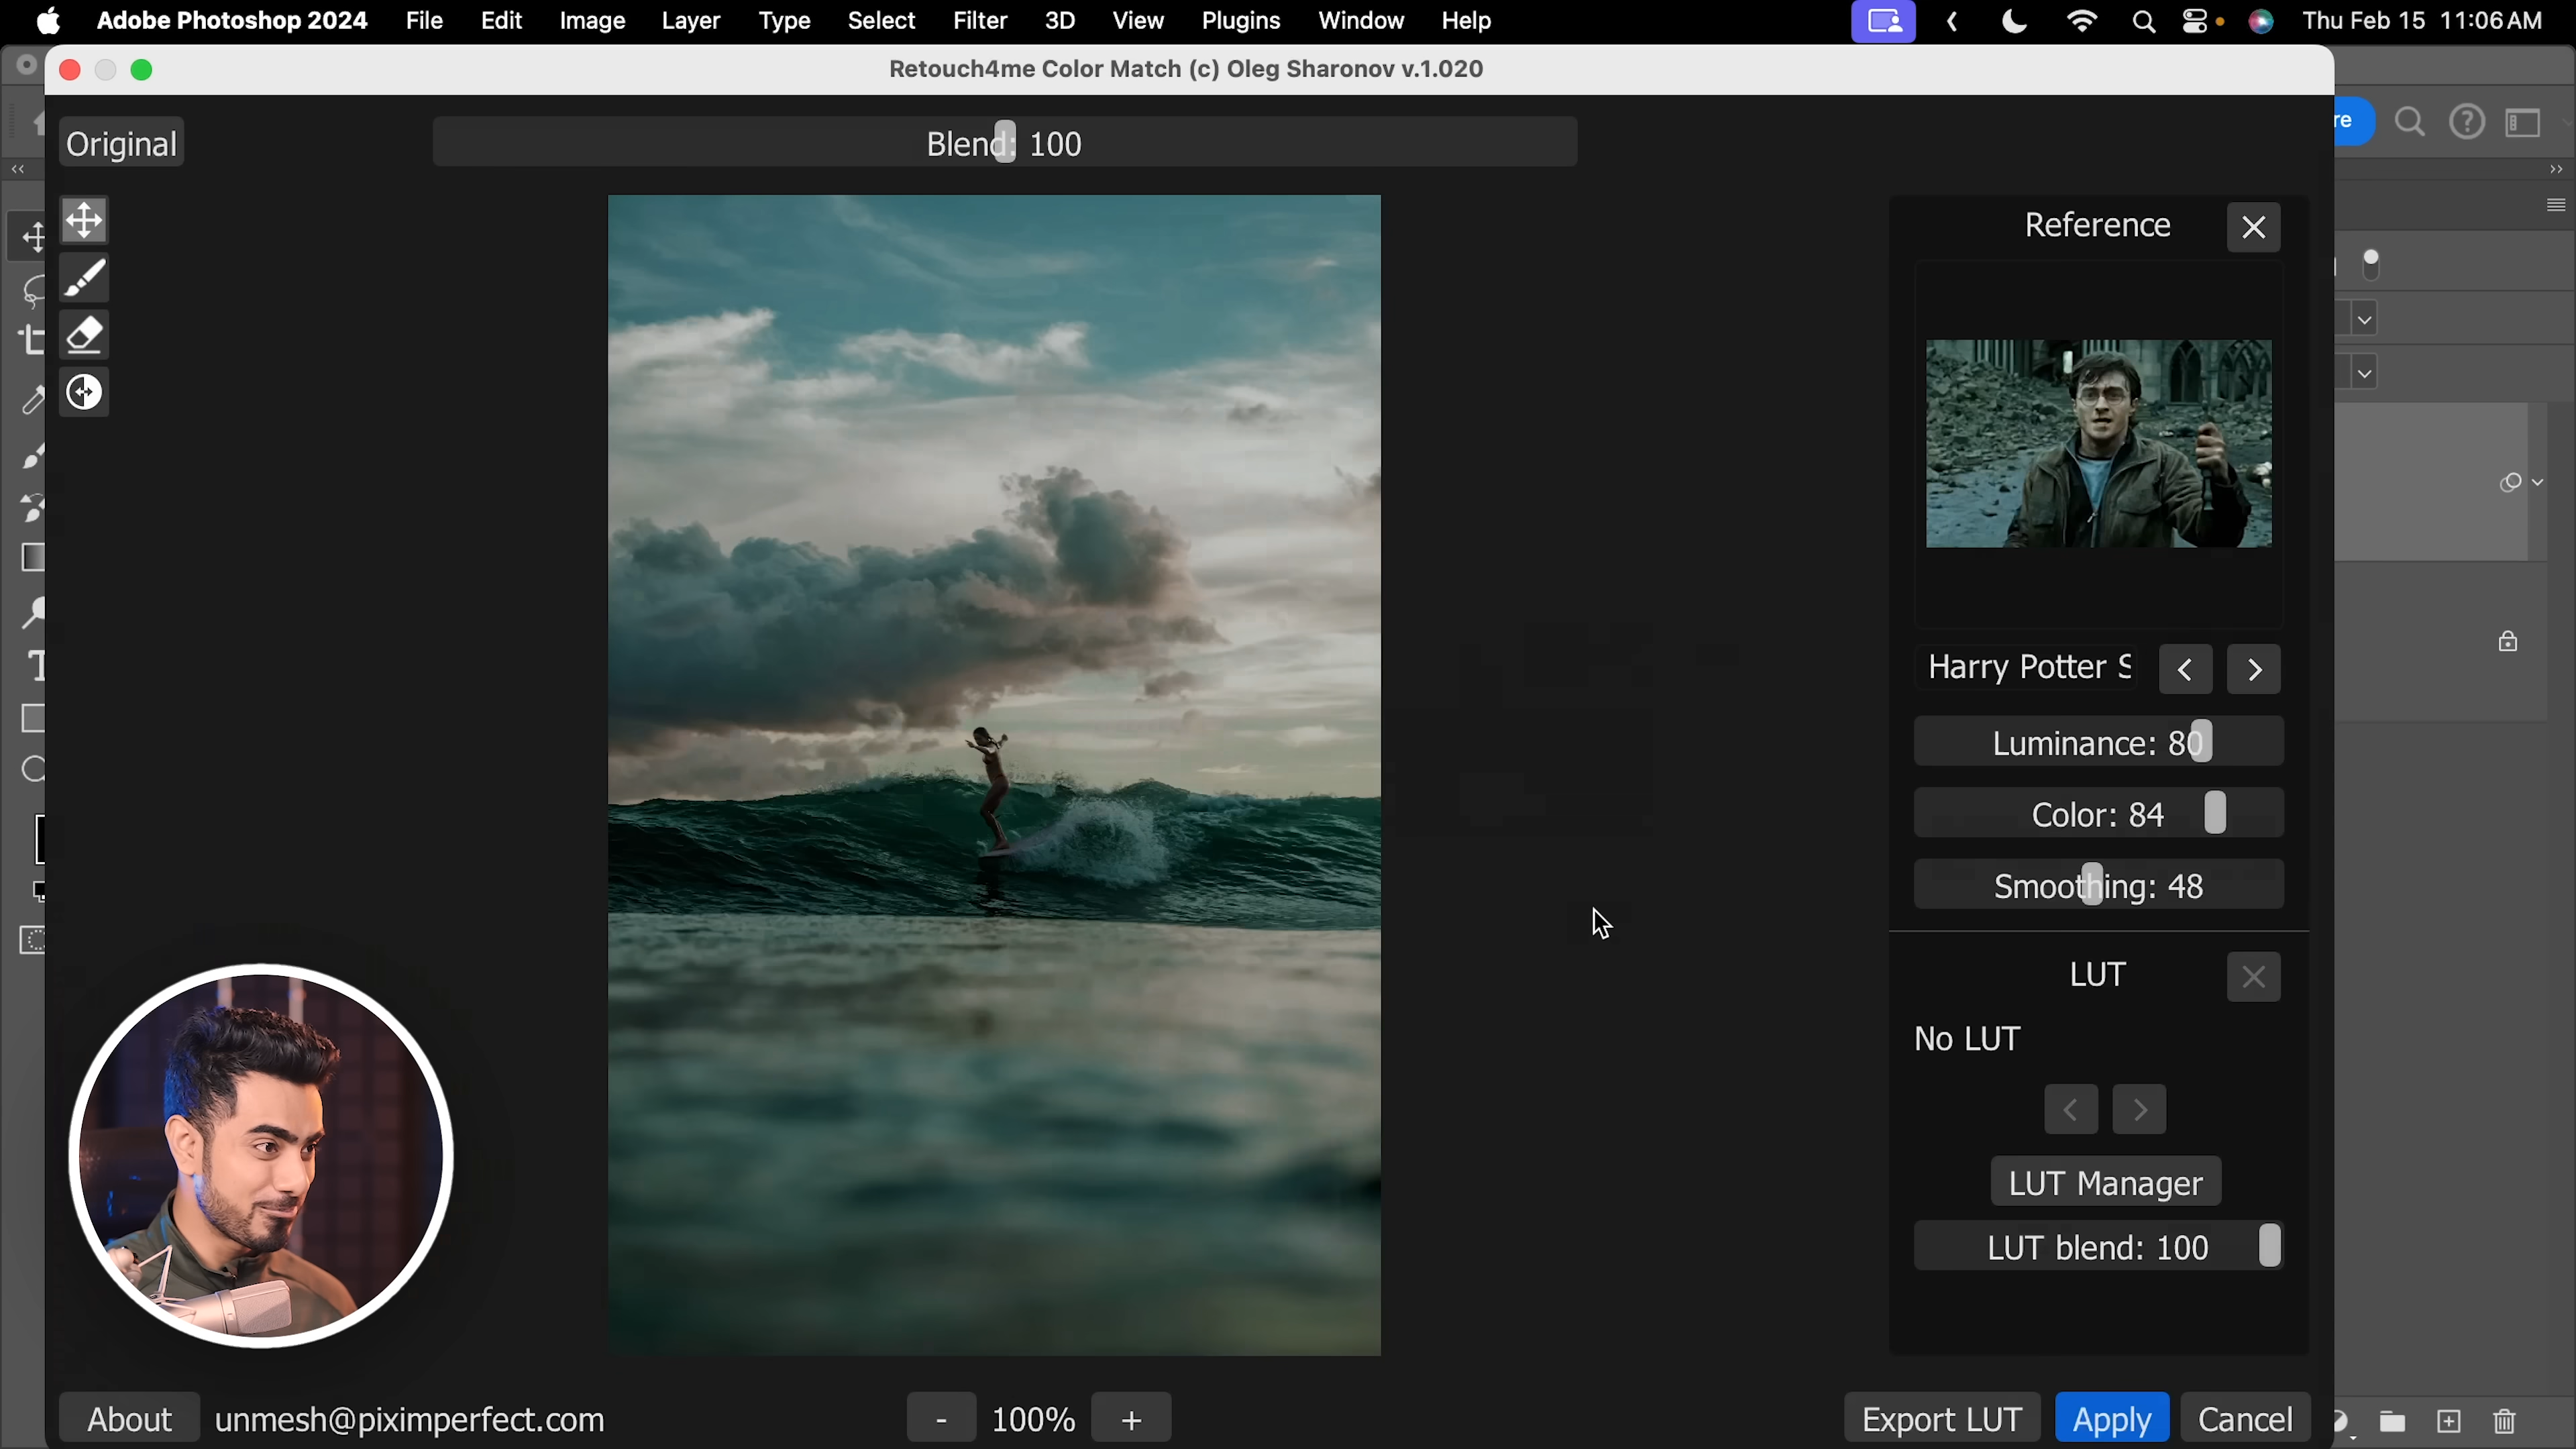 Adobe Photoshop 2024 File Edit Image Layer Type Select Filter 3D View Plugins Window Help Thu Feb 15 11:06 AM
Retouch4me Color Match (c) Oleg Sharonov v.1.020
Original
Blend: 100
re
Reference
Harry Potter S
Luminance: 80
Color: 84
Smoothing: 48
LUT
No LUT
LUT Manager
LUT blend: 100
About unmesh@piximperfect.com
- 100% +
Export LUT Apply Cancel